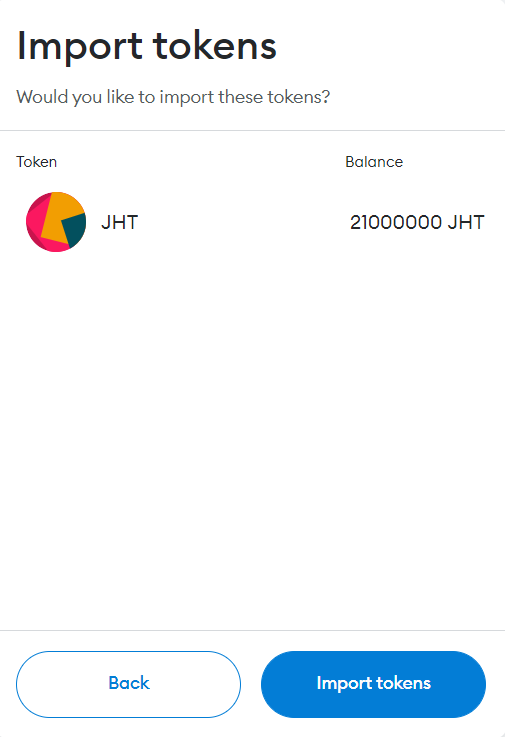 Import tokens
Would you like to import these tokens?
Token Balance
JHT 21000000 JHT
Back Import tokens